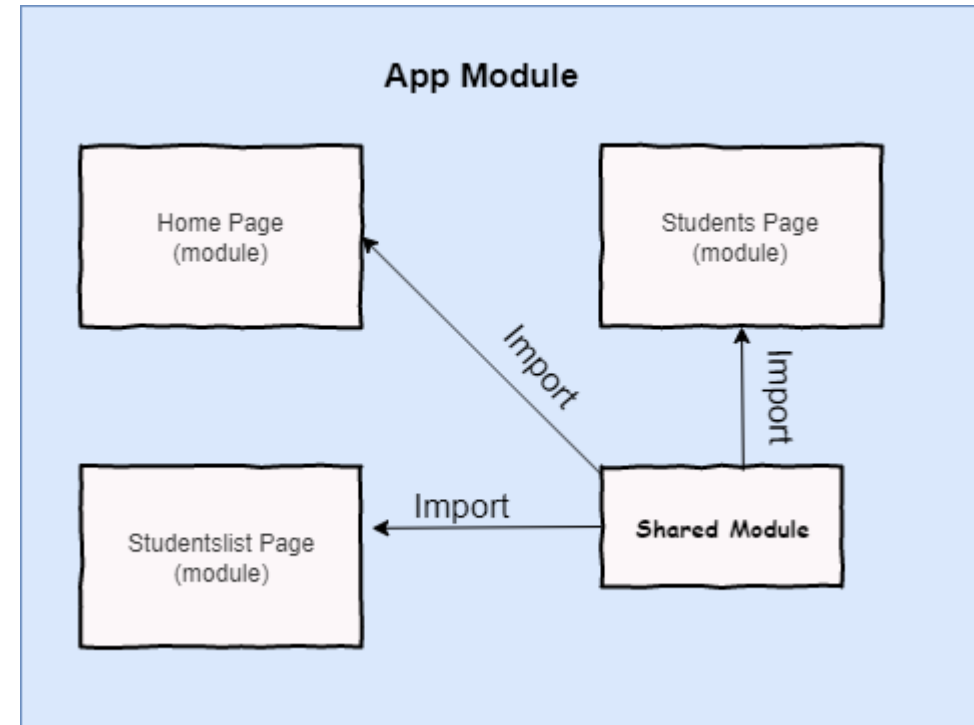 App Module
Home Page
(module)
Students Page
(module)
Import
Import
Import
Studentslist Page
(module)
Shared Module